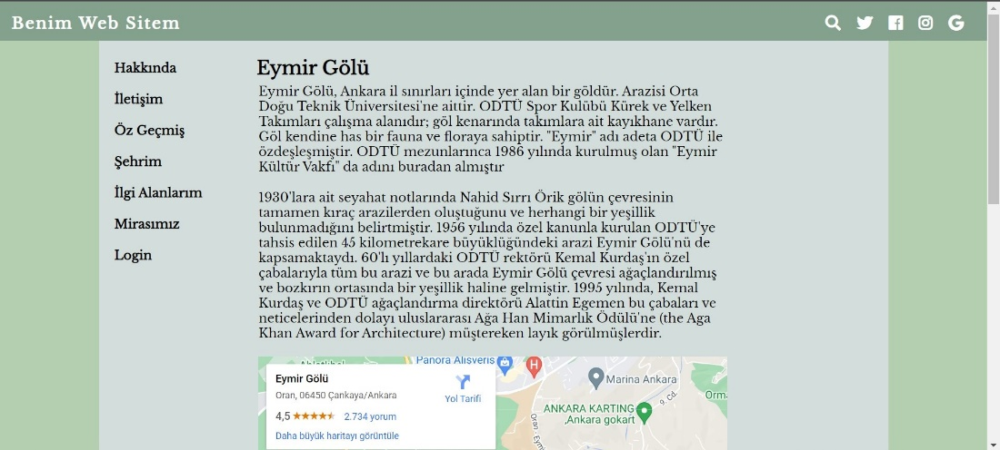 Benim Web Sitem
Hakkında
İletişim
Öz Geçmiş
Şehrim
İlgi Alanlarım
Mirasımız
Login
Eymir Gölü
Eymir Gölü, Ankara il sınırları içinde yer alan bir göldür. Arazisi Orta
Doğu Teknik Üniversitesi'ne aittir. ODTÜ Spor Kulübü Kürek ve Yelken
Takımları çalışma alanıdır; göl kenarında takımlara ait kayıkhane vardır.
Göl kendine has bir fauna ve floraya sahiptir. "Eymir" adı adeta ODTÜ ile
özdeşleşmiştir. ODTÜ mezunlarınca 1986 yılında kurulmuş olan "Eymir
Kültür Vakfı" da adını buradan almıştır
1930'lara ait seyahat notlarında Nahid Sırrı Örik gölün çevresinin
tamamen kıraç arazilerden oluştuğunu ve herhangi bir yeşillik
bulunmadığını belirtmiştir. 1956 yılında özel kanunla kurulan ODTÜ'ye
tahsis edilen 45 kilometrekare büyüklüğündeki arazi Eymir Gölü'nü de
kapsamaktaydı. 60'lı yıllardaki ODTÜ rektörü Kemal Kurdaş'ın özel
çabalarıyla tüm bu arazi ve bu arada Eymir Gölü çevresi ağaçlandırılmış
ve bozkırın ortasında bir yeşillik haline gelmiştir. 1995 yılında, Kemal
Kurdaş ve ODTÜ ağaçlandırma direktörü Alattin Egemen bu çabaları ve
neticelerinden dolayı uluslararası Ağa Han Mimarlık Ödülü'ne (the Aga
Khan Award for Architecture) müştereken layık görülmüşlerdir.
Panora Alışveriş
H
Eymir Gölü
Oran, 06450 Çankaya/Ankara
4,5 2.734 yorum
Daha büyük haritayı görüntüle
Yol Tarifi
Marina Ankara
9. Cd.
ANKARA KARTING
,Ankara gokart